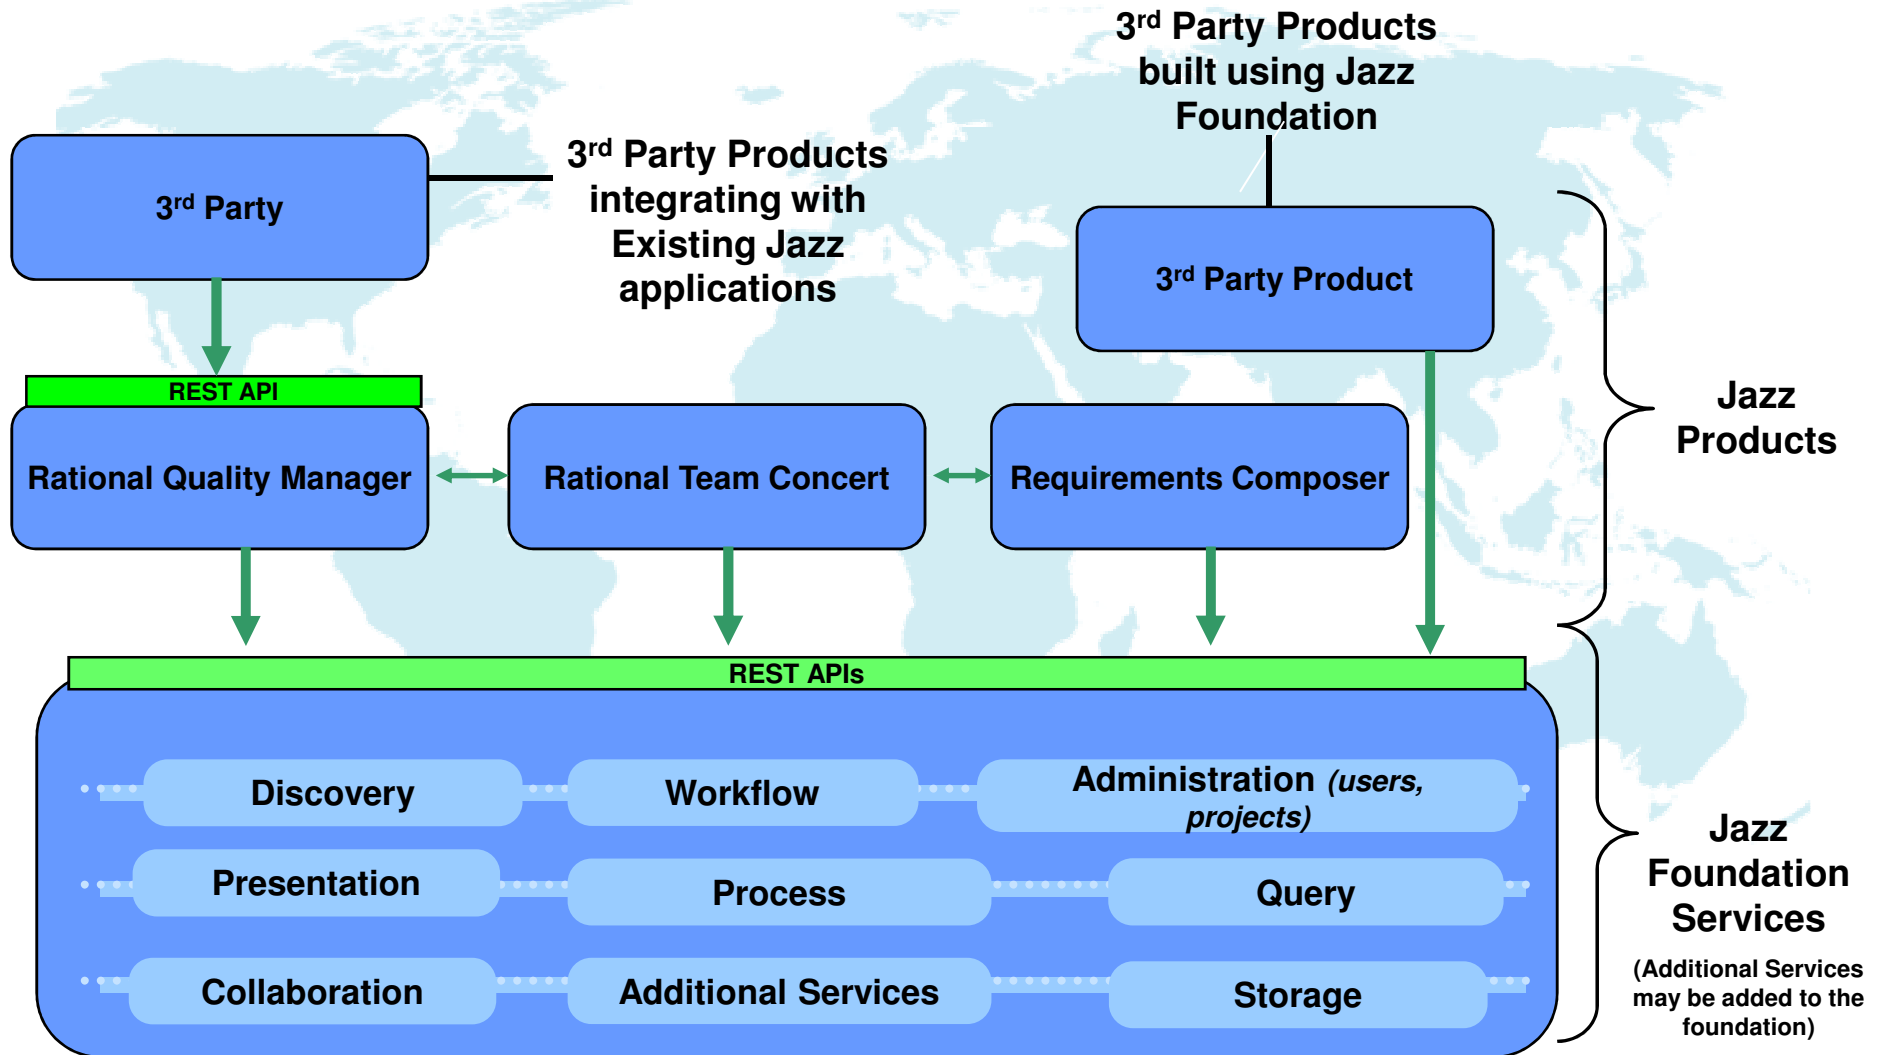 3rd Party Products
built using Jazz
Foundation
3rd Party
3rd Party Products
integrating with
Existing Jazz
applications
3rd Party Product
REST API
Rational Quality Manager
Rational Team Concert
Requirements Composer
Jazz
Products
REST APIs
Discovery
Workflow
Administration (users,
projects)
Presentation
Process
Query
Collaboration
Additional Services
Storage
Jazz
Foundation
Services
(Additional Services
may be added to the
foundation)